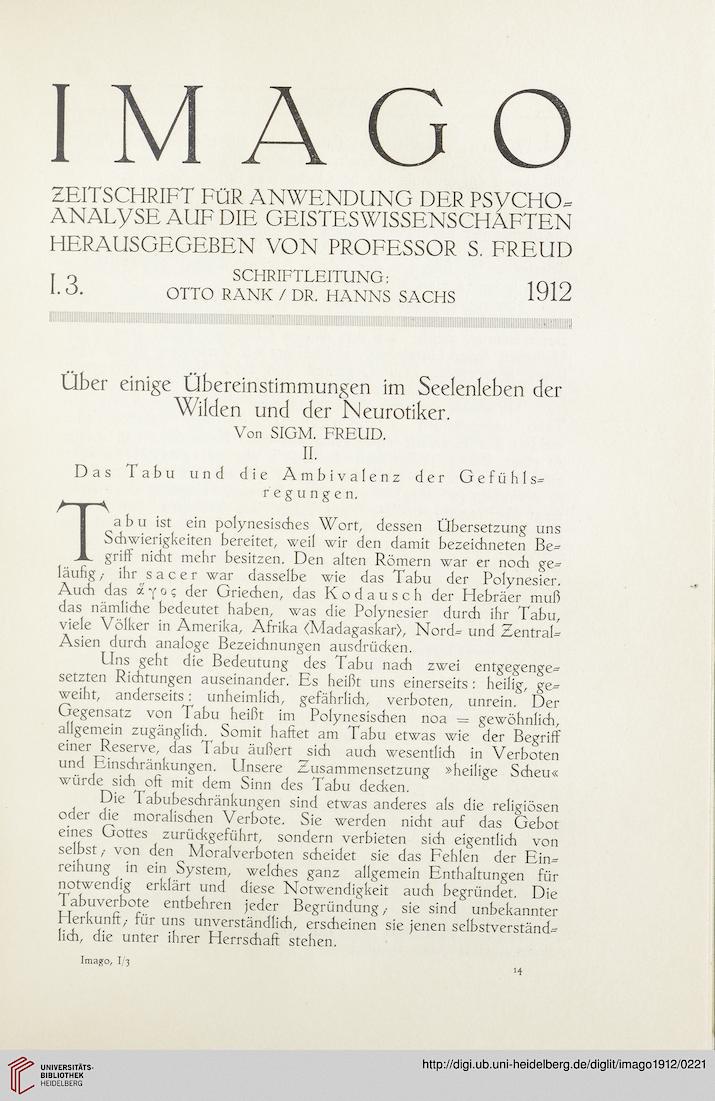 IMAGO
ZEITSCHRIFT FÜR ANWENDUNG DER PSYCHO=
ANALYSE AUF DIE GEISTESWISSENSCHAFTEN
HERAUSGEGEBEN VON PROFESSOR S. FREUD
I. 3.
SCHRIFTLEITUNG:
OTTO RANK / DR. HANNS SACHS
1912
Über einige Übereinstimmungen im Seelenleben der
Wilden und der Neurotiker.
Von SIGM. FREUD.
II.
Das Tabu und die Ambivalenz der Gefühls=
regungen.
Tabu ist ein polynesisches Wort, dessen Übersetzung uns
Schwierigkeiten bereitet, weil wir den damit bezeichneten Be=
griff nicht mehr besitzen. Den alten Römern war er noch ge=
läufig, ihr sacer war dasselbe wie das Tabu der Polynesier.
Auch das ἅγος der Griechen, das Kodausch der Hebräer muß
das nämliche bedeutet haben, was die Polynesier durch ihr Tabu,
viele Völker in Amerika, Afrika (Madagaskar), Nord= und Zentral=
Asien durch analoge Bezeichnungen ausdrücken.
Uns geht die Bedeutung des Tabu nach zwei entgegenge=
setzten Richtungen auseinander. Es heißt uns einerseits: heilig, ge=
weiht, anderseits: unheimlich, gefährlich, verboten, unrein. Der
Gegensatz von Tabu heißt im Polynesischen noa = gewöhnlich,
allgemein zugänglich. Somit haftet am Tabu etwas wie der Begriff
einer Reserve, das Tabu äußert sich auch wesentlich in Verboten
und Einschränkungen. Unsere Zusammensetzung »heilige Scheu«
würde sich oft mit dem Sinn des Tabu decken.
Die Tabubeschränkungen sind etwas anderes als die religiösen
oder die moralischen Verbote. Sie werden nicht auf das Gebot
eines Gottes zurückgeführt, sondern verbieten sich eigentlich von
selbst; von den Moralverboten scheidet sie das Fehlen der Ein=
reihung in ein System, welches ganz allgemein Enthaltungen für
notwendig erklärt und diese Notwendigkeit auch begründet. Die
Tabuverbote entbehren jeder Begründung; sie sind unbekannter
Herkunft; für uns unverständlich, erscheinen sie jenen selbstverständ=
lich, die unter ihrer Herrschaft stehen.
Imago, I/3
14
UNIVERSITÄTS-
BIBLIOTHEK
HEIDELBERG
http://digi.ub.uni-heidelberg.de/diglit/imago1912/0221